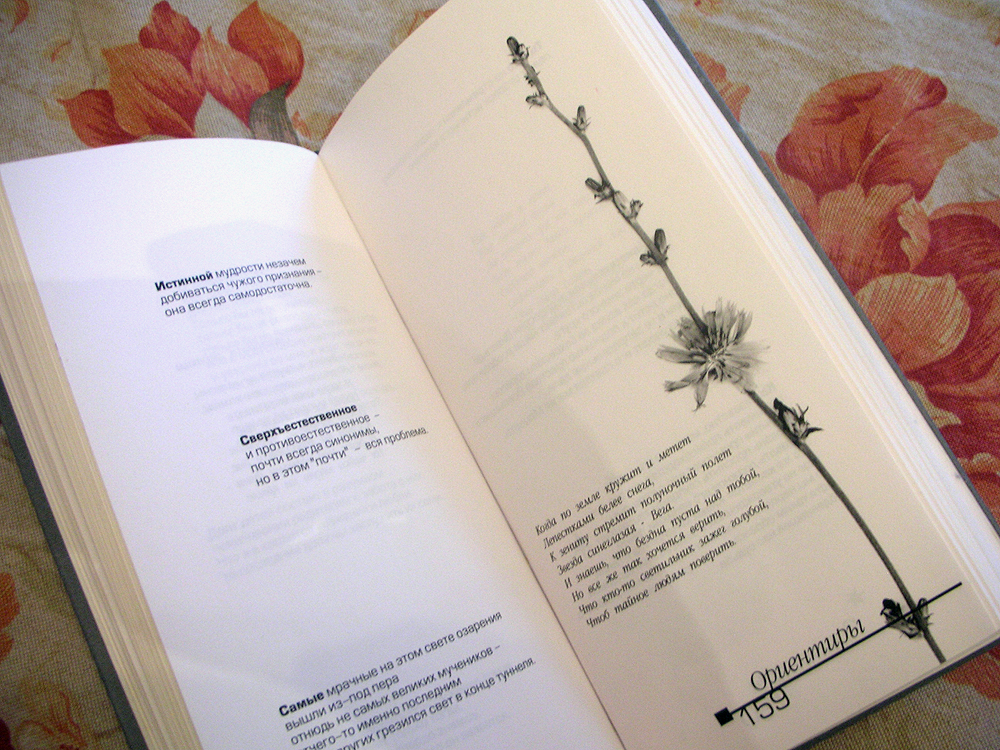 Истинной мудрости незачем
добиваться чужого признания –
она всегда самодостаточна.
Сверхъестественное
и противоестественное –
почти всегда синонимы,
но в этом "почти" – вся проблема.
Самые мрачные на этом свете озарения
вышли из–под пера
отнюдь не самых великих мучеников –
отчего–то именно последним
других грезился свет в конце туннеля.
Когда по земле кружит и метет
Лепестками белее снега,
К зениту стремит полуночный полет
Звезда синеглазая - Вега.
И знаешь, что бездна пуста над тобой,
Но все же так хочется верить,
Что кто-то светильник зажег голубой,
Чтоб тайное людям поверить.
Ориентиры
159